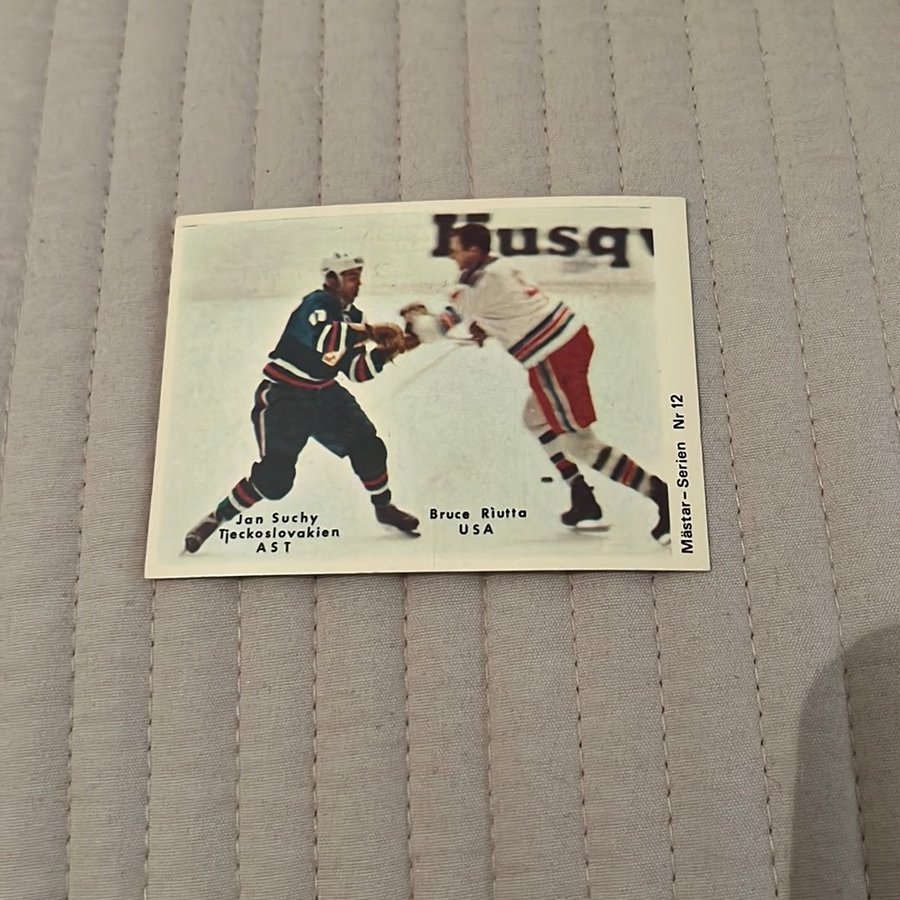 Husqv
Jan Suchy
Tjeckoslovakien
AST
Bruce Riutta
USA
Mästar-Serien Nr 12